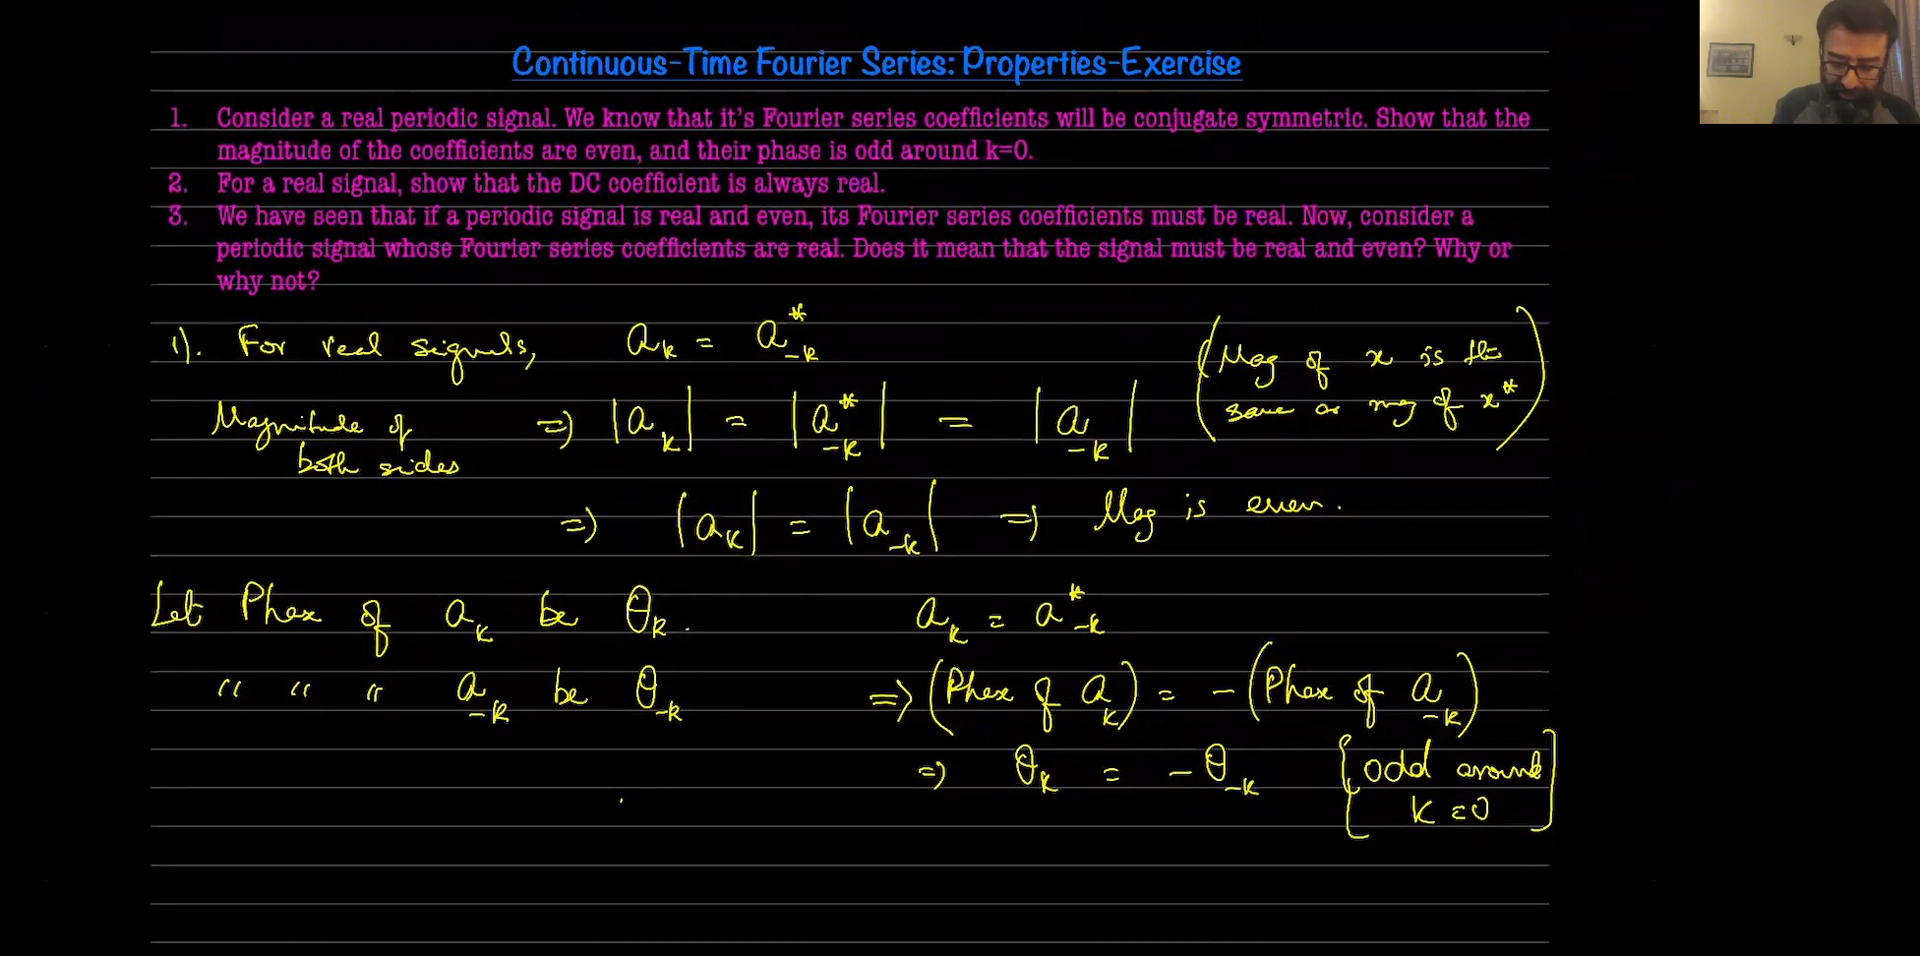 Continuous-Time Fourier Series: Properties-Exercise
1. Consider a real periodic signal. We know that it's Fourier series coefficients will be conjugate symmetric. Show that the
magnitude of the coefficients are even, and their phase is odd around k=0.
2. For a real signal, show that the DC coefficient is always real.
3. We have seen that if a periodic signal is real and even, its Fourier series coefficients must be real. Now, consider a
periodic signal whose Fourier series coefficients are real. Does it mean that the signal must be real and even? Why or
why not?
1). For real signals, a_k = a_{-k}^*
(Mag of x is the
same as mag of x^*)
Magnitude of
both sides
⇒ |a_k| = |a_{-k}^*| = |a_{-k}|
⇒ |a_k| = |a_{-k}| ⇒ Mag is even.
Let Phase of a_k be θ_k.
" " " a_{-k} be θ_{-k}
a_k = a_{-k}^*
⇒ (Phase of a_k) = -(Phase of a_{-k})
⇒ θ_k = -θ_{-k} [odd around
k = 0]